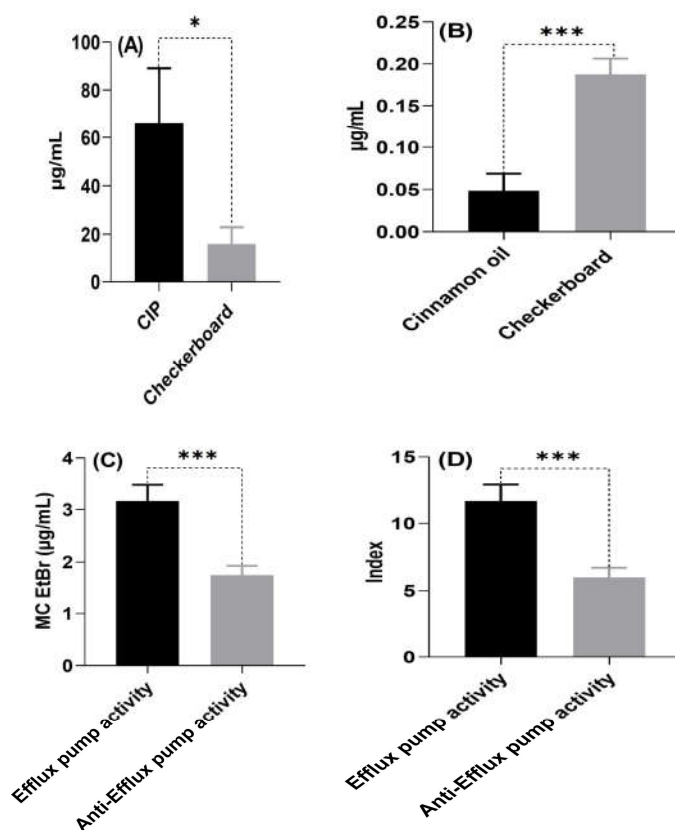 (A)
*
µg/mL
100
80
60
40
20
0
CIP
Checkerboard
(B)
***
µg/mL
0.25
0.20
0.15
0.10
0.05
0.00
Cinnamon oil
Checkerboard
(C)
***
MC EtBr (µg/mL)
4
3
2
1
0
Efflux pump activity
Anti-Efflux pump activity
(D)
***
Index
15
10
5
0
Efflux pump activity
Anti-Efflux pump activity